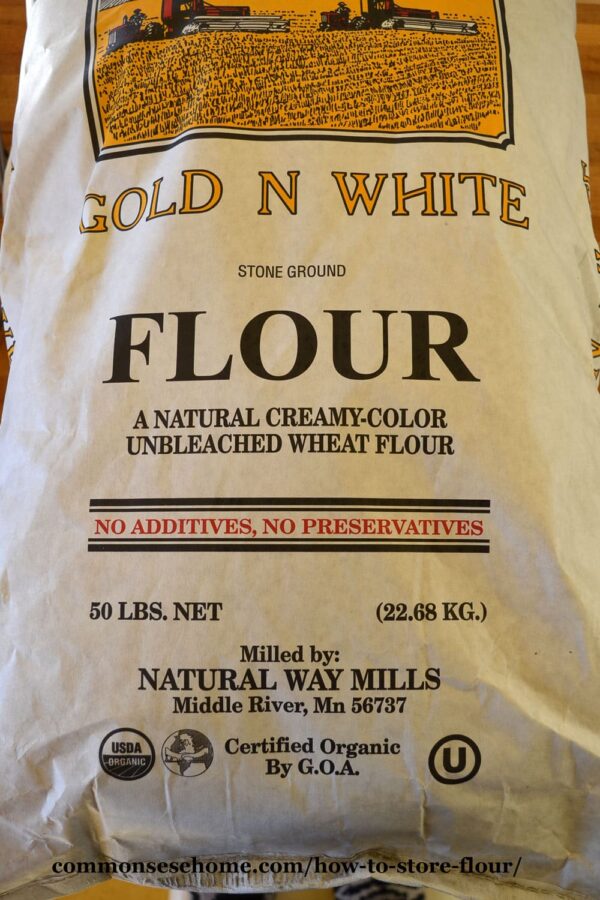 GOLD N WHITE
STONE GROUND
FLOUR
A NATURAL CREAMY-COLOR
UNBLEACHED WHEAT FLOUR
NO ADDITIVES, NO PRESERVATIVES
50 LBS. NET (22.68 KG.)
Milled by:
NATURAL WAY MILLS
Middle River, Mn 56737
USDA
ORGANIC
Certified Organic
By G.O.A.
U
commonsesehome.com/how-to-store-flour/